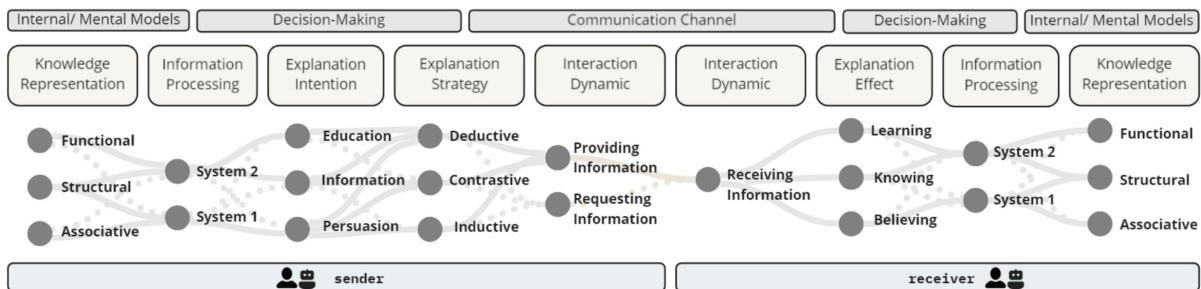 Internal/ Mental Models
Decision-Making
Communication Channel
Decision-Making
Internal/ Mental Models
Knowledge
Representation
Information
Processing
Explanation
Intention
Explanation
Strategy
Interaction
Dynamic
Interaction
Dynamic
Explanation
Effect
Information
Processing
Knowledge
Representation
Functional
Structural
Associative
System 2
System 1
Education
Information
Persuasion
Deductive
Contrastive
Inductive
Providing
Information
Requesting
Information
Receiving
Information
Learning
Knowing
Believing
System 2
System 1
Functional
Structural
Associative
sender
receiver